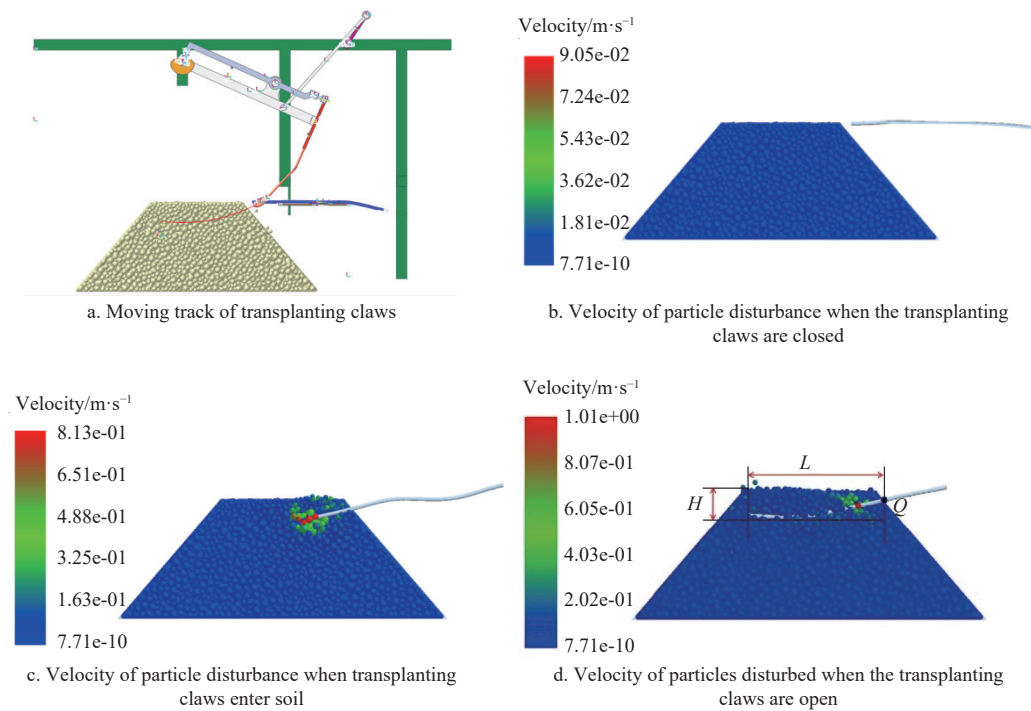 a. Moving track of transplanting claws
Velocity/m·s⁻¹
9.05e-02
7.24e-02
5.43e-02
3.62e-02
1.81e-02
7.71e-10
b. Velocity of particle disturbance when the transplanting
claws are closed
Velocity/m·s⁻¹
8.13e-01
6.51e-01
4.88e-01
3.25e-01
1.63e-01
7.71e-10
c. Velocity of particle disturbance when transplanting
claws enter soil
Velocity/m·s⁻¹
1.01e+00
8.07e-01
6.05e-01
4.03e-01
2.02e-01
7.71e-10
L
H
Q
d. Velocity of particles disturbed when the transplanting
claws are open